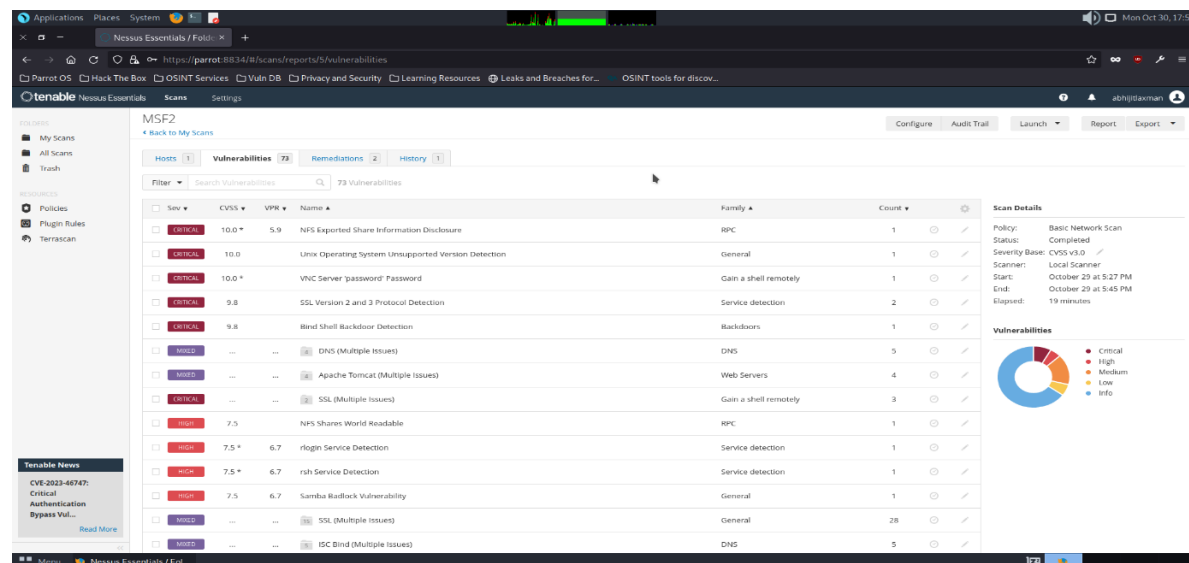 Applications Places System Mon Oct 30, 17:5
Nessus Essentials / Folde × +
https://parrot:8834/#/scans/reports/5/vulnerabilities
Parrot OS Hack The Box OSINT Services Vuln DB Privacy and Security Learning Resources Leaks and Breaches for... OSINT tools for discov...
tenable Nessus Essentials Scans Settings abhijitlaxman
FOLDERS
My Scans
All Scans
Trash
RESOURCES
Policies
Plugin Rules
Terrascan
Tenable News
CVE-2023-46747:
Critical
Authentication
Bypass Vul...
Read More
MSF2
Back to My Scans
Configure Audit Trail Launch Report Export
Hosts 1 Vulnerabilities 73 Remediations 2 History 1
Filter Search Vulnerabilities 73 Vulnerabilities
Sev CVSS VPR Name Family Count
CRITICAL 10.0 * 5.9 NFS Exported Share Information Disclosure RPC 1
CRITICAL 10.0 Unix Operating System Unsupported Version Detection General 1
CRITICAL 10.0 * VNC Server 'password' Password Gain a shell remotely 1
CRITICAL 9.8 SSL Version 2 and 3 Protocol Detection Service detection 2
CRITICAL 9.8 Bind Shell Backdoor Detection Backdoors 1
MIXED ... ... DNS (Multiple Issues) DNS 5
MIXED ... ... Apache Tomcat (Multiple Issues) Web Servers 4
CRITICAL ... ... SSL (Multiple Issues) Gain a shell remotely 3
HIGH 7.5 NFS Shares World Readable RPC 1
HIGH 7.5 * 6.7 rlogin Service Detection Service detection 1
HIGH 7.5 * 6.7 rsh Service Detection Service detection 1
HIGH 7.5 6.7 Samba Badlock Vulnerability General 1
MIXED ... ... SSL (Multiple Issues) General 28
MIXED ... ... ISC Bind (Multiple Issues) DNS 5
Scan Details
Policy: Basic Network Scan
Status: Completed
Severity Base: CVSS v3.0
Scanner: Local Scanner
Start: October 29 at 5:27 PM
End: October 29 at 5:45 PM
Elapsed: 19 minutes
Vulnerabilities
Critical
High
Medium
Low
Info
Menu Nessus Essentials / Fol